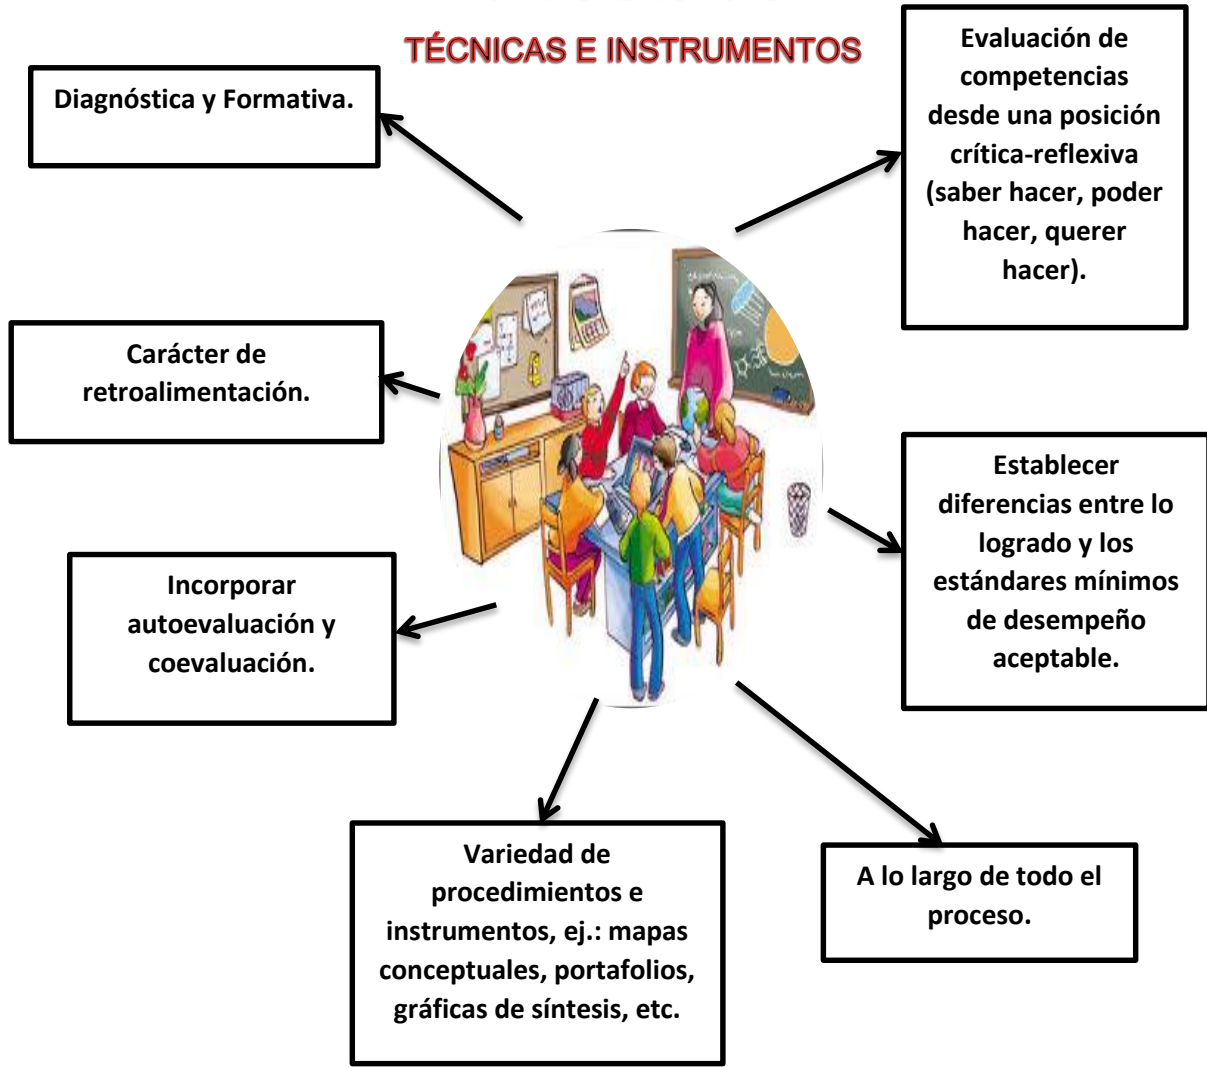 TÉCNICAS E INSTRUMENTOS
Diagnóstica y Formativa.
Evaluación de
competencias
desde una posición
crítica-reflexiva
(saber hacer, poder
hacer, querer
hacer).
Carácter de
retroalimentación.
Establecer
diferencias entre lo
logrado y los
estándares mínimos
de desempeño
aceptable.
Incorporar
autoevaluación y
coevaluación.
Variedad de
procedimientos e
instrumentos, ej.: mapas
conceptuales, portafolios,
gráficas de síntesis, etc.
A lo largo de todo el
proceso.